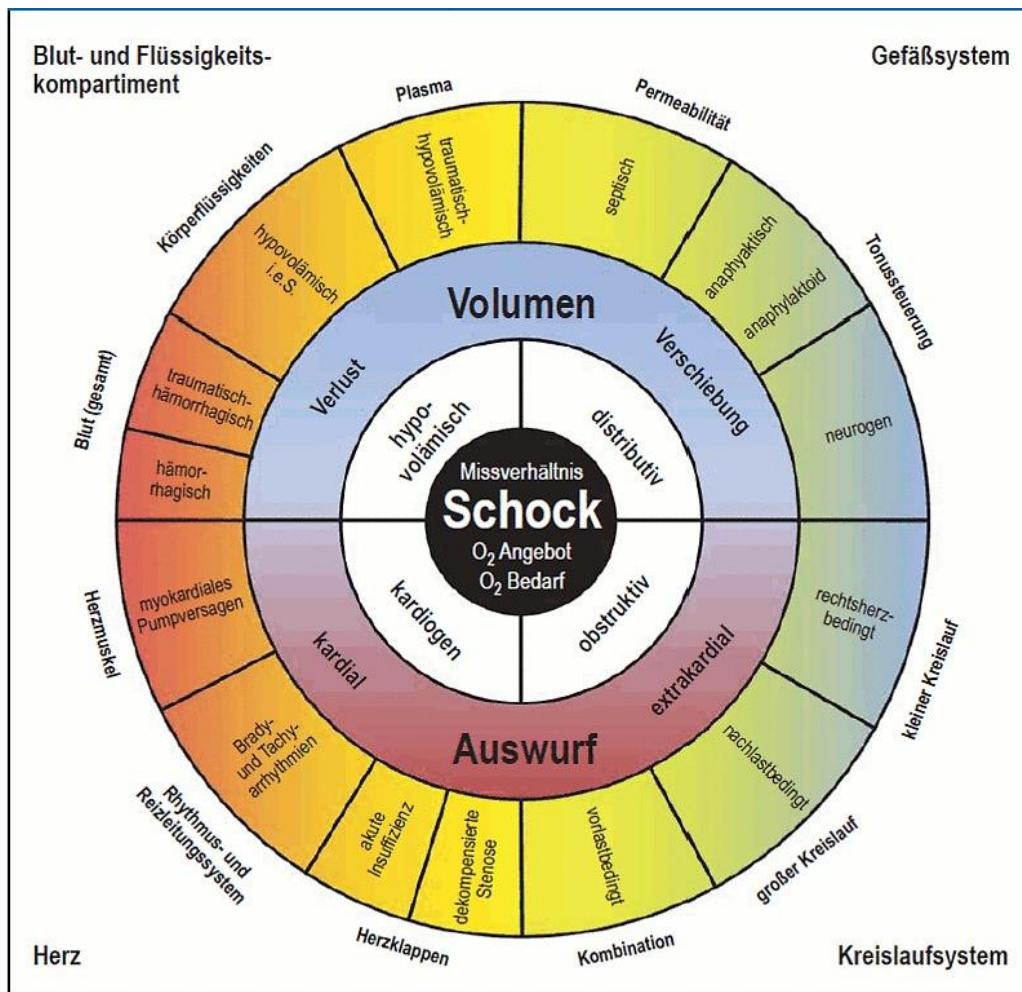 Blut- und Flüssigkeits-
kompartiment
Gefäßsystem
Plasma
Permeabilität
Körperflüssigkeiten
Tonussteuerung
Blut (gesamt)
traumatisch-
hypovolämisch
septisch
hypovolämisch
i.e.S.
anaphyaktisch
anaphylaktoid
traumatisch-
hämorrhagisch
neurogen
hämor-
rhagisch
Volumen
Verlust
Verschiebung
hypo-
volämisch
distributiv
Missverhältnis
Schock
O₂ Angebot
O₂ Bedarf
kardiogen
obstruktiv
kardial
extrakardial
Auswurf
myokardiales
Pumpversagen
rechtsherz-
bedingt
Herzmuskel
kleiner Kreislauf
Brady-
und Tachy-
arrhythmien
nachlastbedingt
akute
Insuffizienz
dekompensierte
Stenose
vorlastbedingt
Rhythmus- und
Reizleitungssystem
großer Kreislauf
Herzklappen
Kombination
Herz
Kreislaufsystem